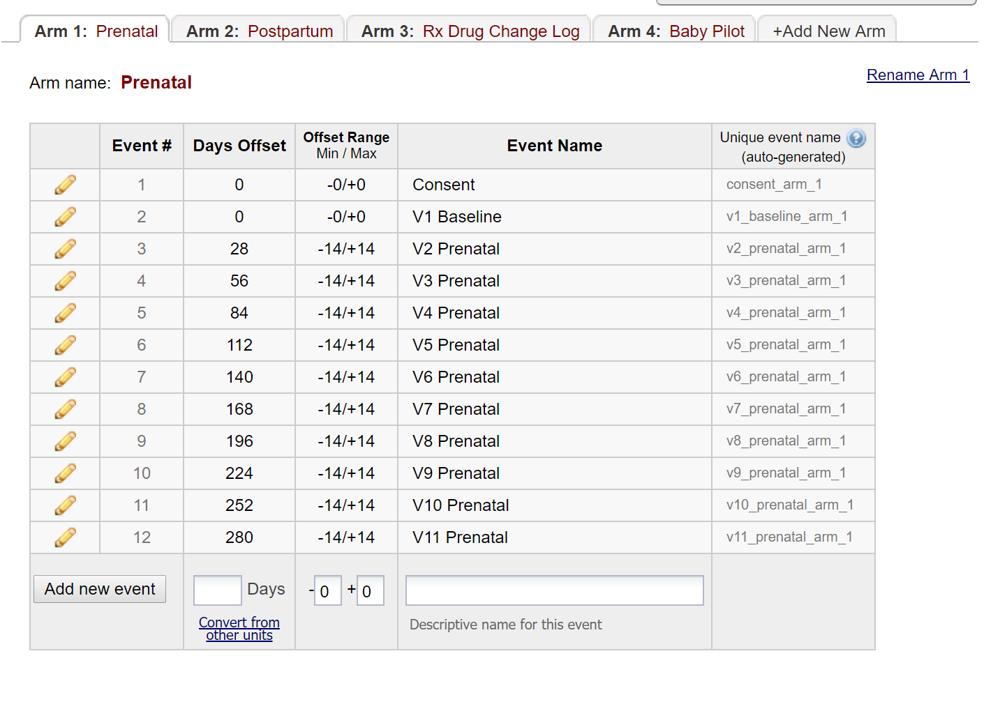 Arm 1: Prenatal Arm 2: Postpartum Arm 3: Rx Drug Change Log Arm 4: Baby Pilot +Add New Arm
Arm name: Prenatal
Rename Arm 1
Event # Days Offset Offset Range Min / Max Event Name Unique event name (auto-generated)
1 0 -0/+0 Consent consent_arm_1
2 0 -0/+0 V1 Baseline v1_baseline_arm_1
3 28 -14/+14 V2 Prenatal v2_prenatal_arm_1
4 56 -14/+14 V3 Prenatal v3_prenatal_arm_1
5 84 -14/+14 V4 Prenatal v4_prenatal_arm_1
6 112 -14/+14 V5 Prenatal v5_prenatal_arm_1
7 140 -14/+14 V6 Prenatal v6_prenatal_arm_1
8 168 -14/+14 V7 Prenatal v7_prenatal_arm_1
9 196 -14/+14 V8 Prenatal v8_prenatal_arm_1
10 224 -14/+14 V9 Prenatal v9_prenatal_arm_1
11 252 -14/+14 V10 Prenatal v10_prenatal_arm_1
12 280 -14/+14 V11 Prenatal v11_prenatal_arm_1
Add new event Days -0 +0
Convert from
other units
Descriptive name for this event